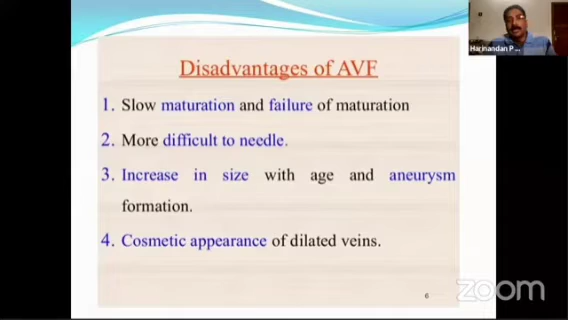 Harinandan P...
Disadvantages of AVF
1. Slow maturation and failure of maturation
2. More difficult to needle.
3. Increase in size with age and aneurysm
formation.
4. Cosmetic appearance of dilated veins.
6
zoom